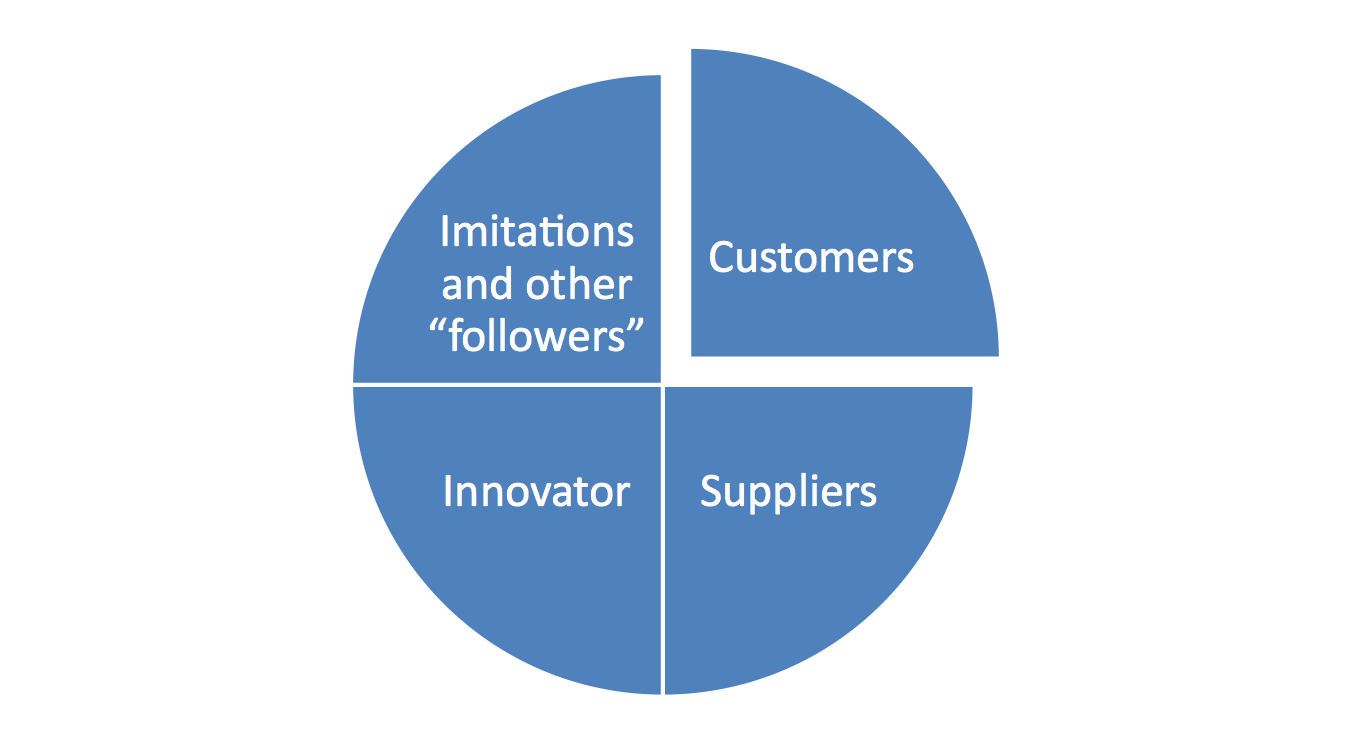 Imitations
and other
“followers”
Customers
Innovator
Suppliers